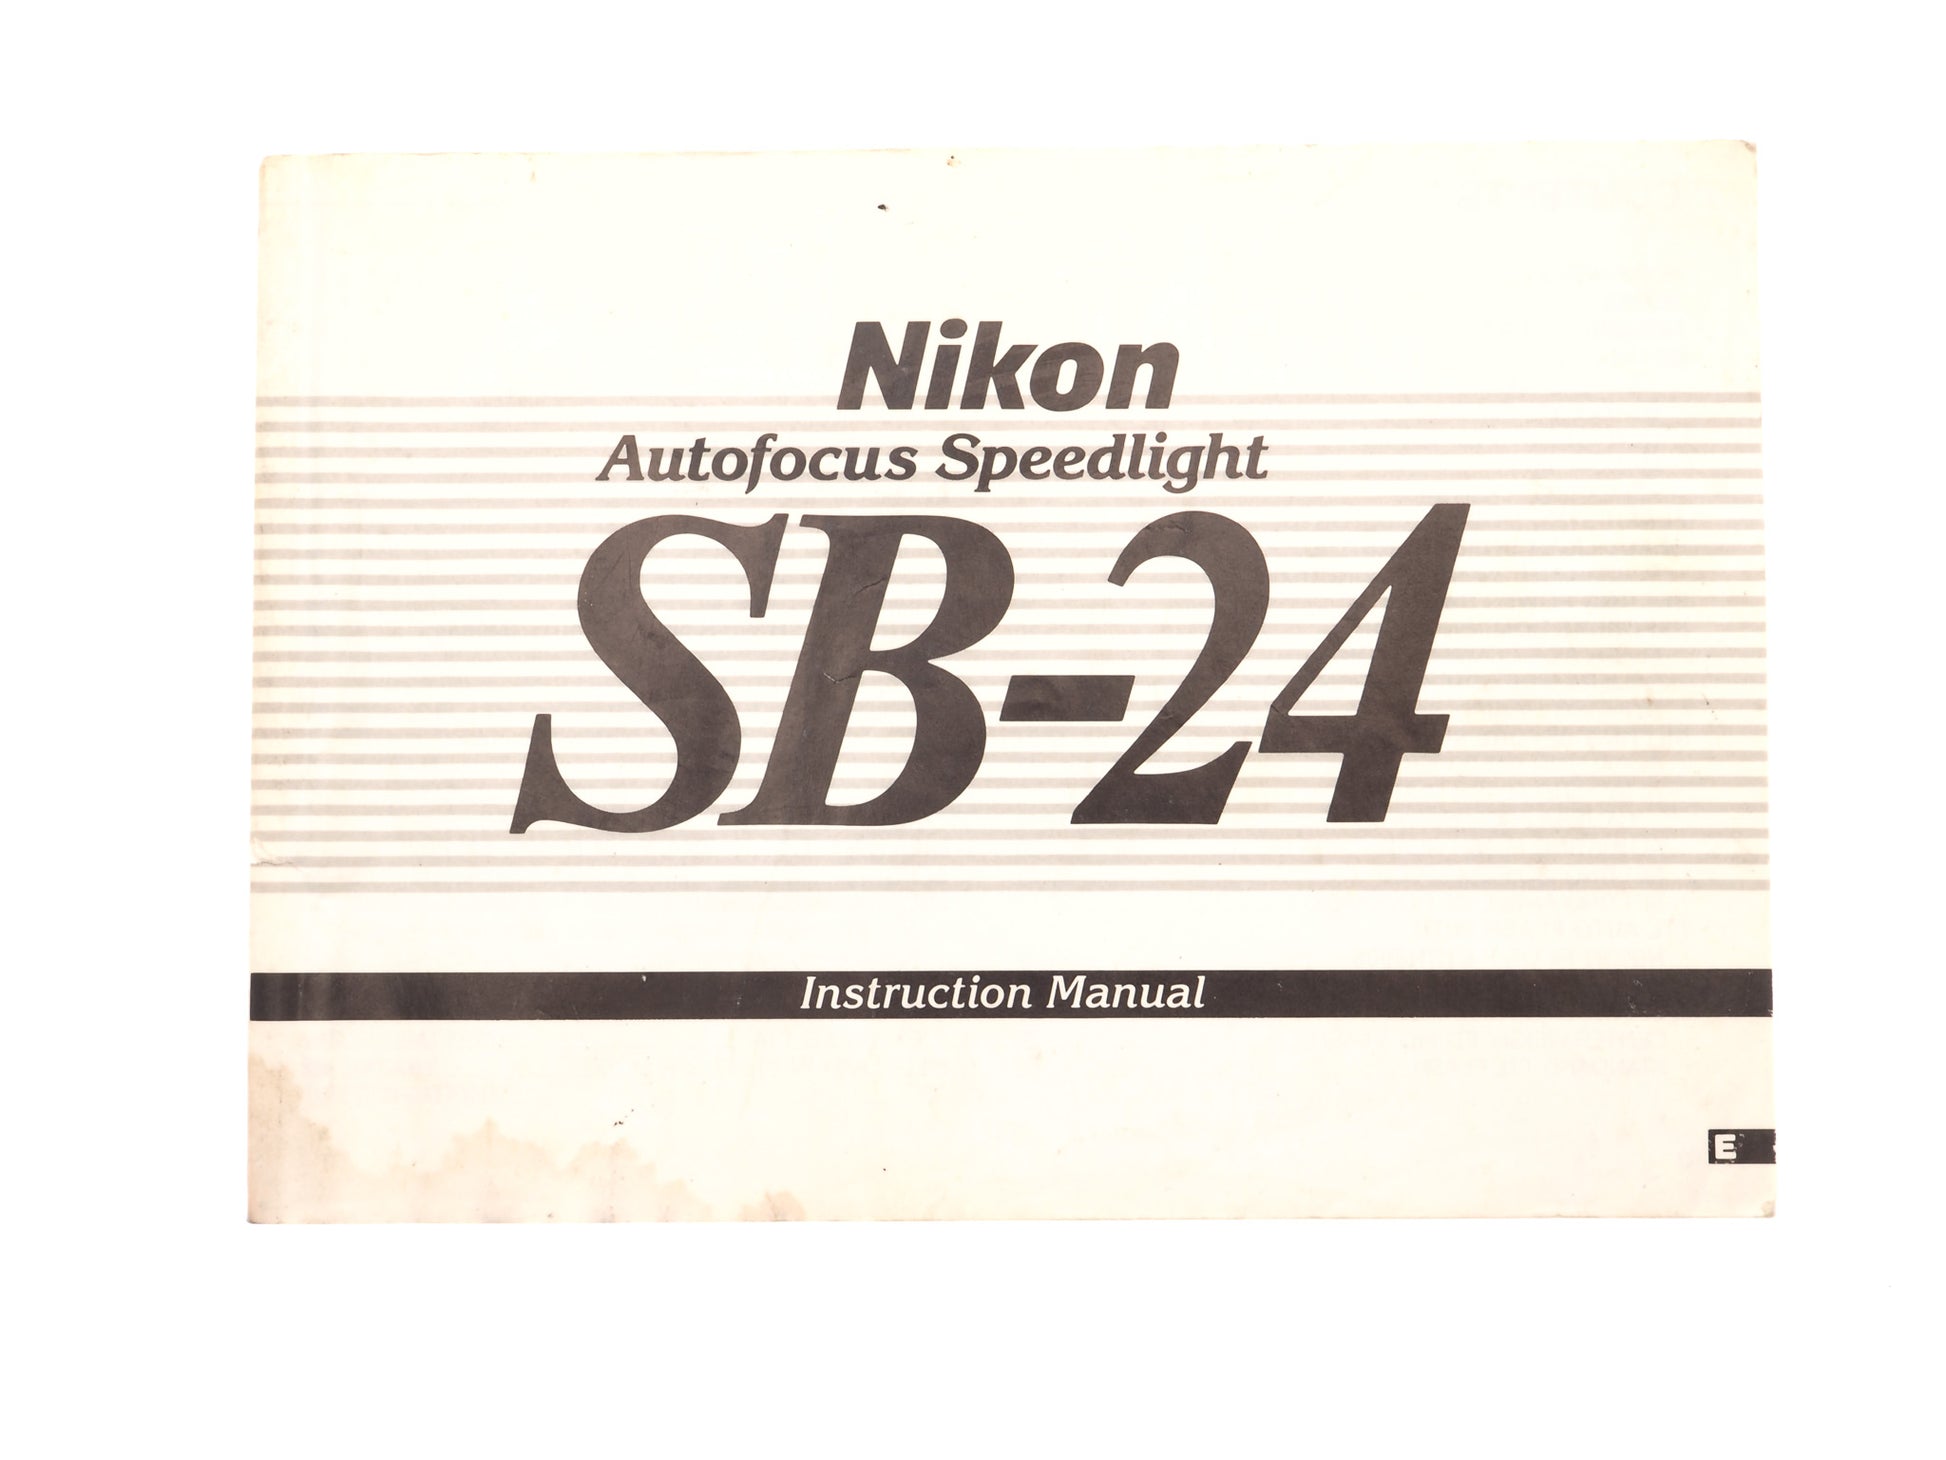 Nikon
Autofocus Speedlight
SB-24
Instruction Manual
E